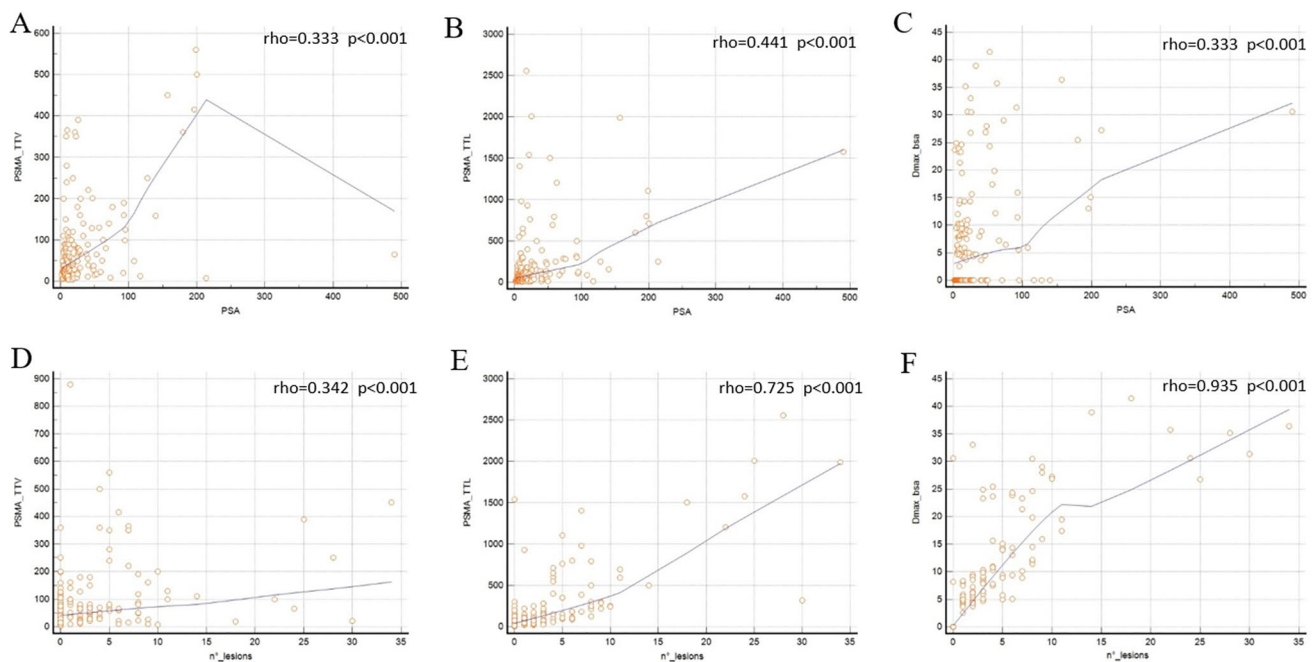 A
rho=0.333 p<0.001
600
500
400
300
200
100
0
PSMA_TTV
0 100 200 300 400 500
PSA
B
rho=0.441 p<0.001
3000
2500
2000
1500
1000
500
0
PSMA_TTL
0 100 200 300 400 500
PSA
C
rho=0.333 p<0.001
45
40
35
30
25
20
15
10
5
0
Dmax_bsa
0 100 200 300 400 500
PSA
D
rho=0.342 p<0.001
900
800
700
600
500
400
300
200
100
0
PSMA_TTV
0 5 10 15 20 25 30 35
n°_lesions
E
rho=0.725 p<0.001
3000
2500
2000
1500
1000
500
0
PSMA_TTL
0 5 10 15 20 25 30 35
n°_lesions
F
rho=0.935 p<0.001
45
40
35
30
25
20
15
10
5
0
Dmax_bsa
0 5 10 15 20 25 30 35
n°_lesions